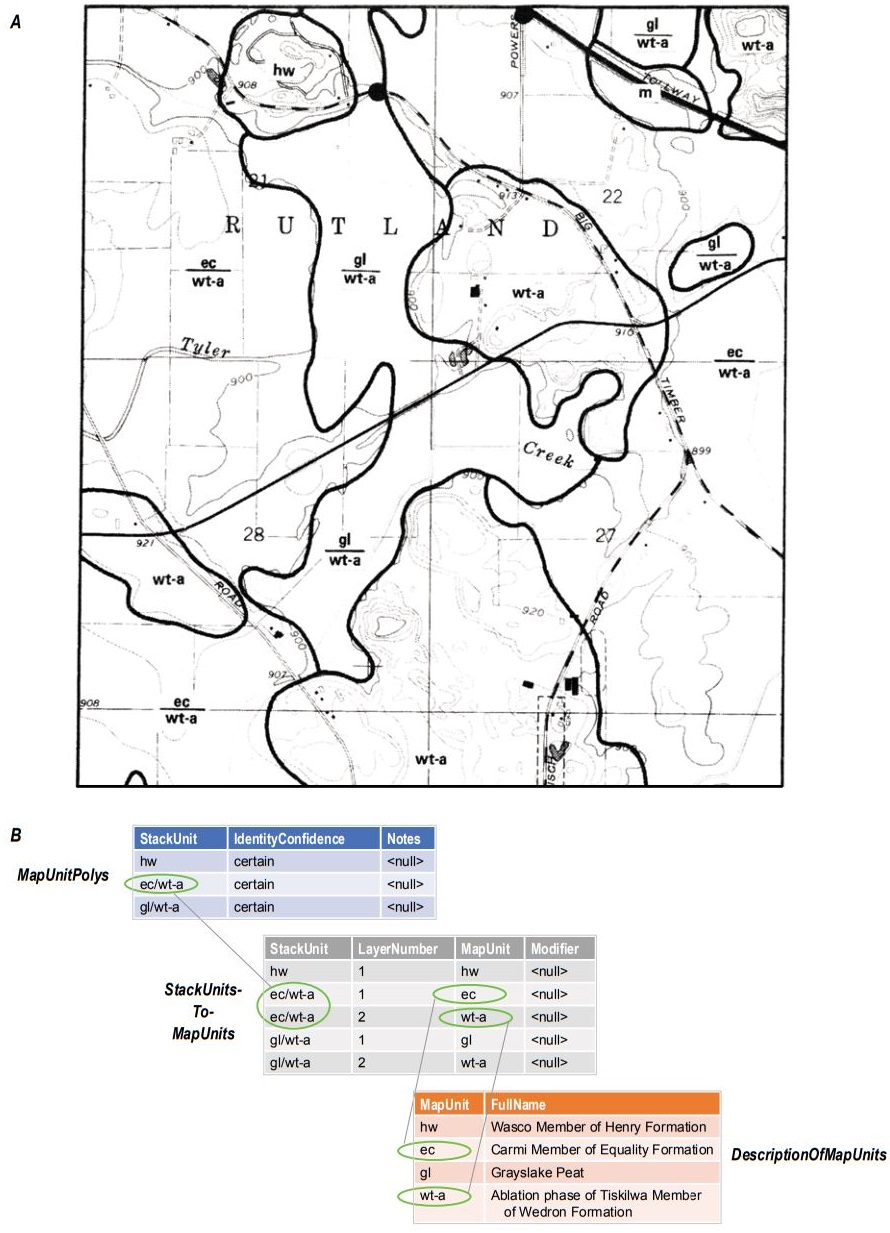 A
POWERS
gl
wt-a
wt-a
hw
908
907
TOLLWAY
m
21
22
913
900
RUTLAND
BIG
gl
wt-a
ec
wt-a
gl
wt-a
wt-a
900
910
Tyler
ec
wt-a
900
TIMBER
Creek
899
28
27
921
gl
wt-a
900
wt-a
ROAD
920
ROAD
900
907
908
ec
wt-a
wt-a
B
MapUnitPolys
StackUnit IdentityConfidence Notes
hw certain <null>
ec/wt-a certain <null>
gl/wt-a certain <null>
StackUnits-
To-
MapUnits
StackUnit LayerNumber MapUnit Modifier
hw 1 hw <null>
ec/wt-a 1 ec <null>
ec/wt-a 2 wt-a <null>
gl/wt-a 1 gl <null>
gl/wt-a 2 wt-a <null>
MapUnit FullName
hw Wasco Member of Henry Formation
ec Carmi Member of Equality Formation
gl Grayslake Peat
wt-a Ablation phase of Tiskilwa Member
of Wedron Formation
DescriptionOfMapUnits